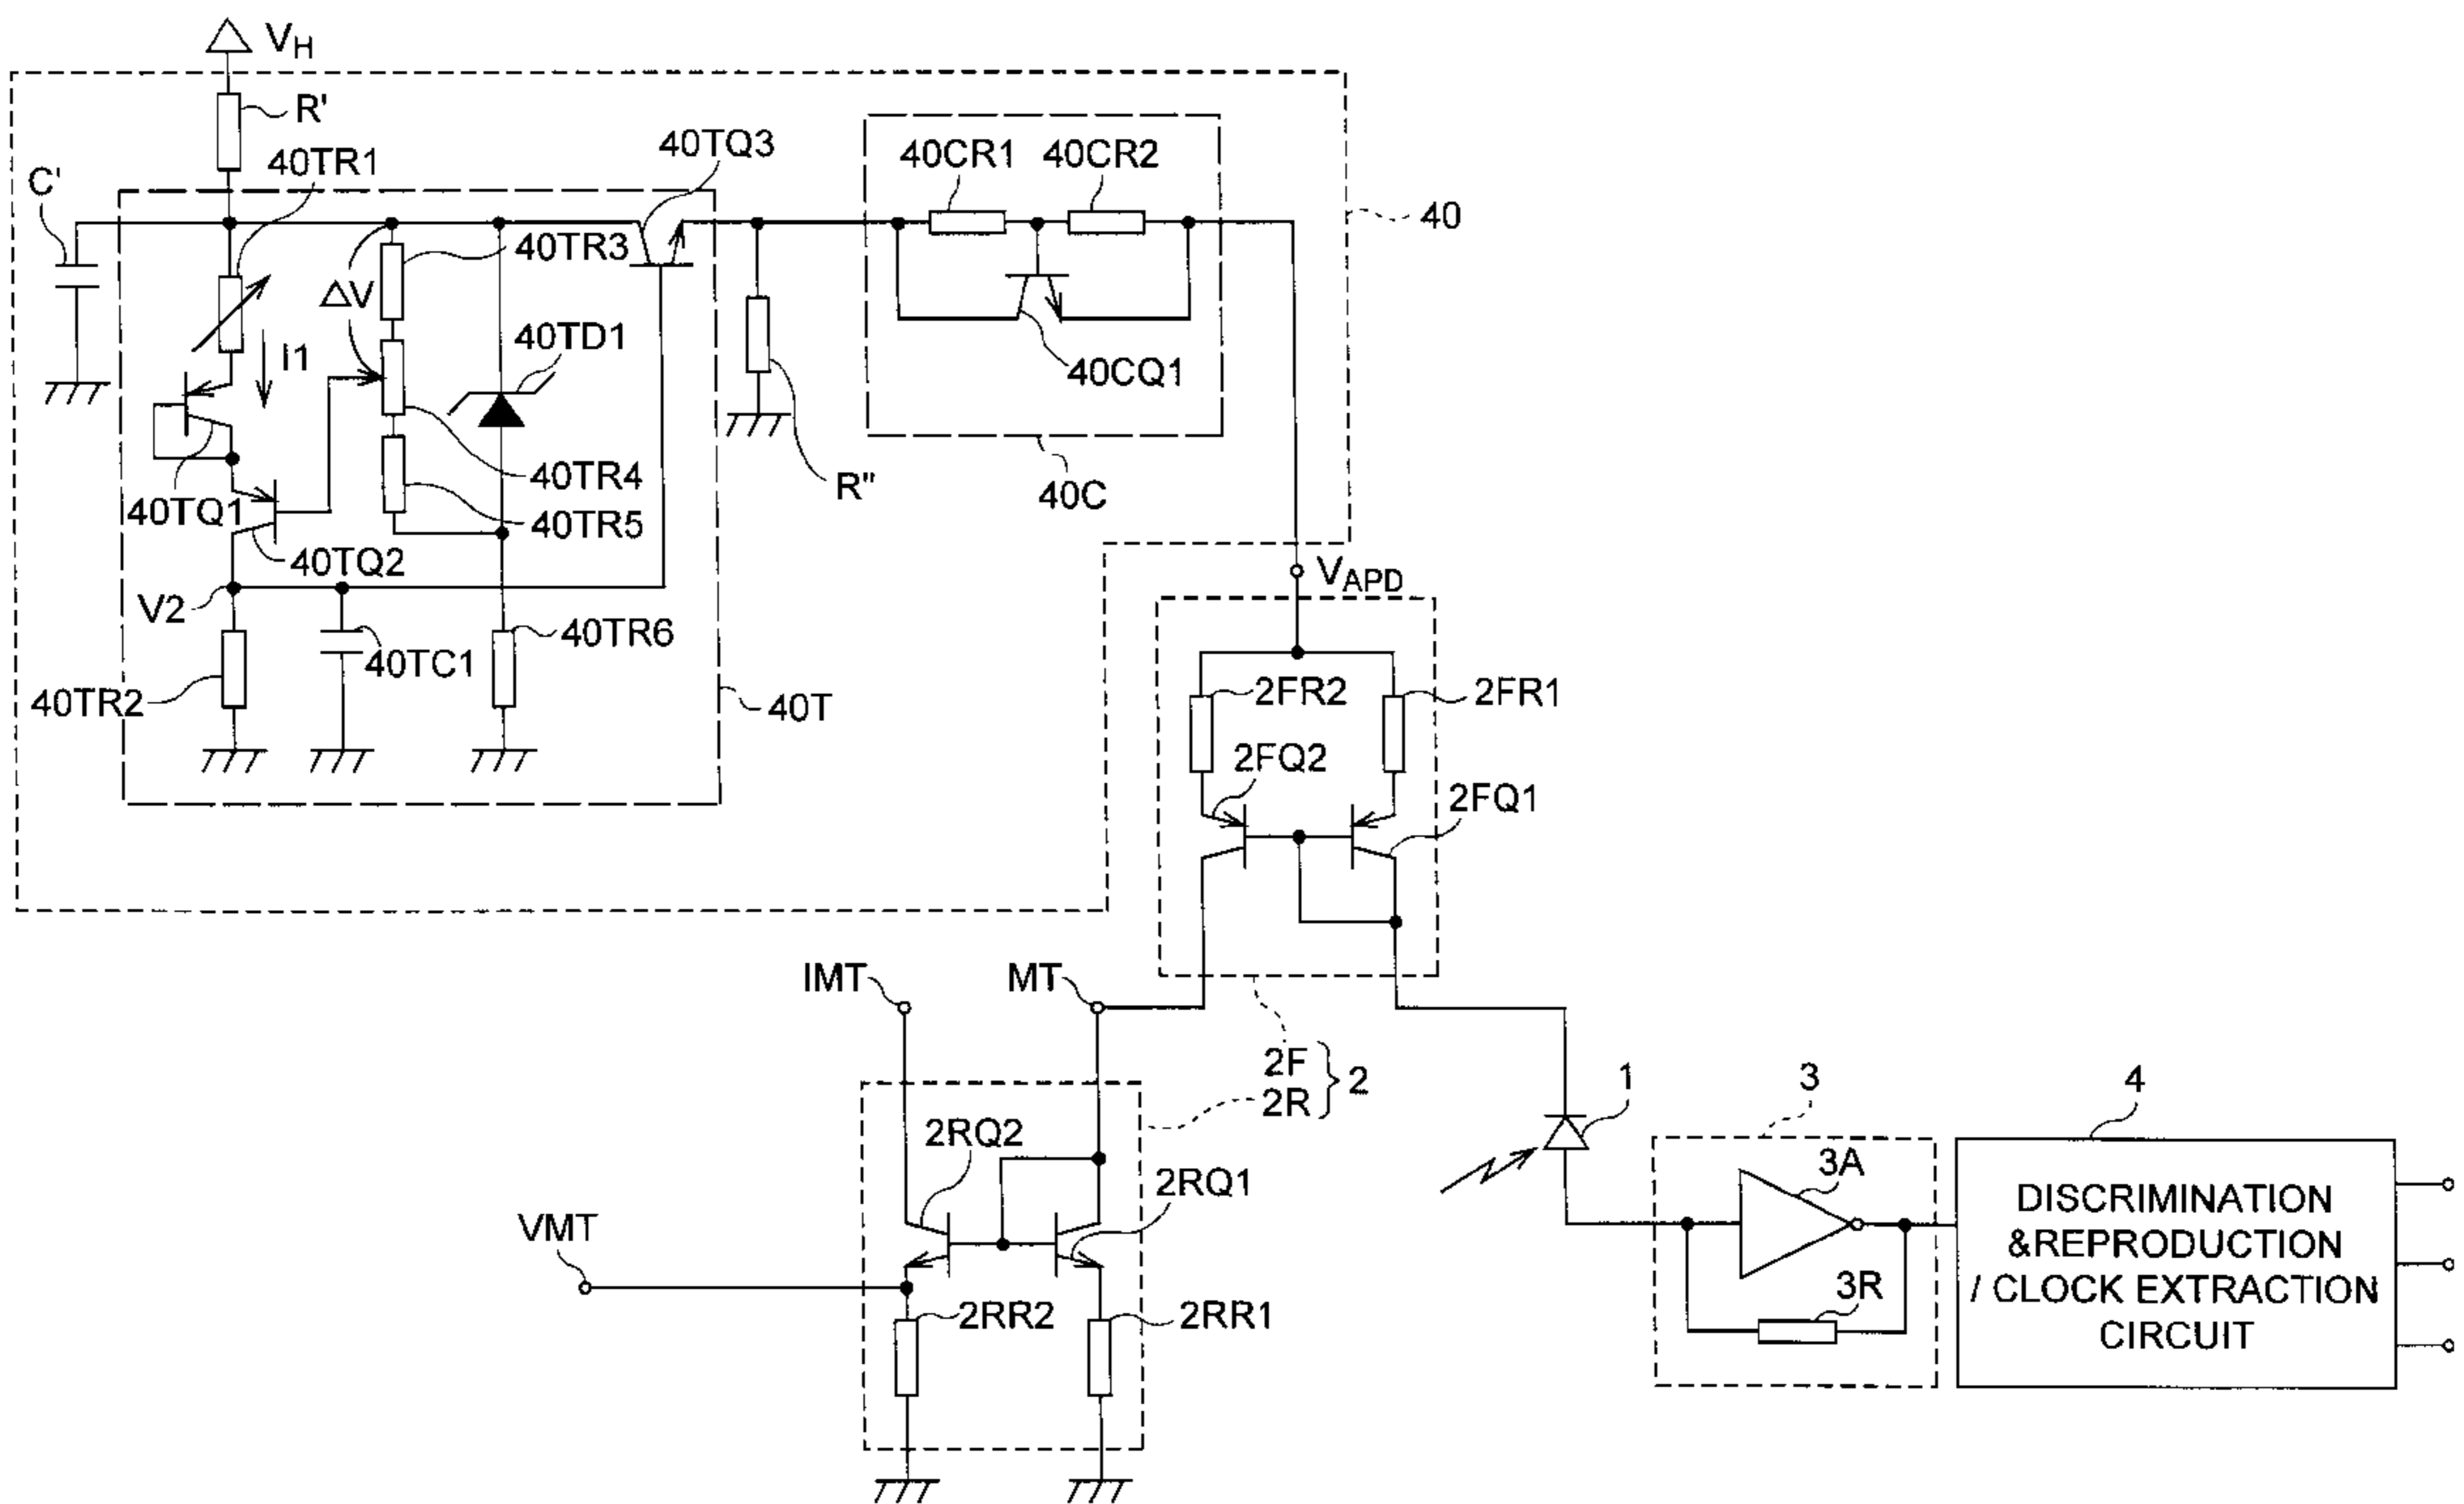 VH
R'
40TR1
C'
40TQ3
40CR1
40CR2
40
40TR3
ΔV
40TD1
I1
40CQ1
R"
40C
40TR4
40TQ1
40TR5
40TQ2
V2
VAPD
40TR6
40TC1
40TR2
40T
2FR2
2FR1
2FQ2
2FQ1
IMT
MT
2F
2R
2
1
3
4
2RQ2
2RQ1
3A
VMT
DISCRIMINATION
&REPRODUCTION
/ CLOCK EXTRACTION
CIRCUIT
3R
2RR2
2RR1